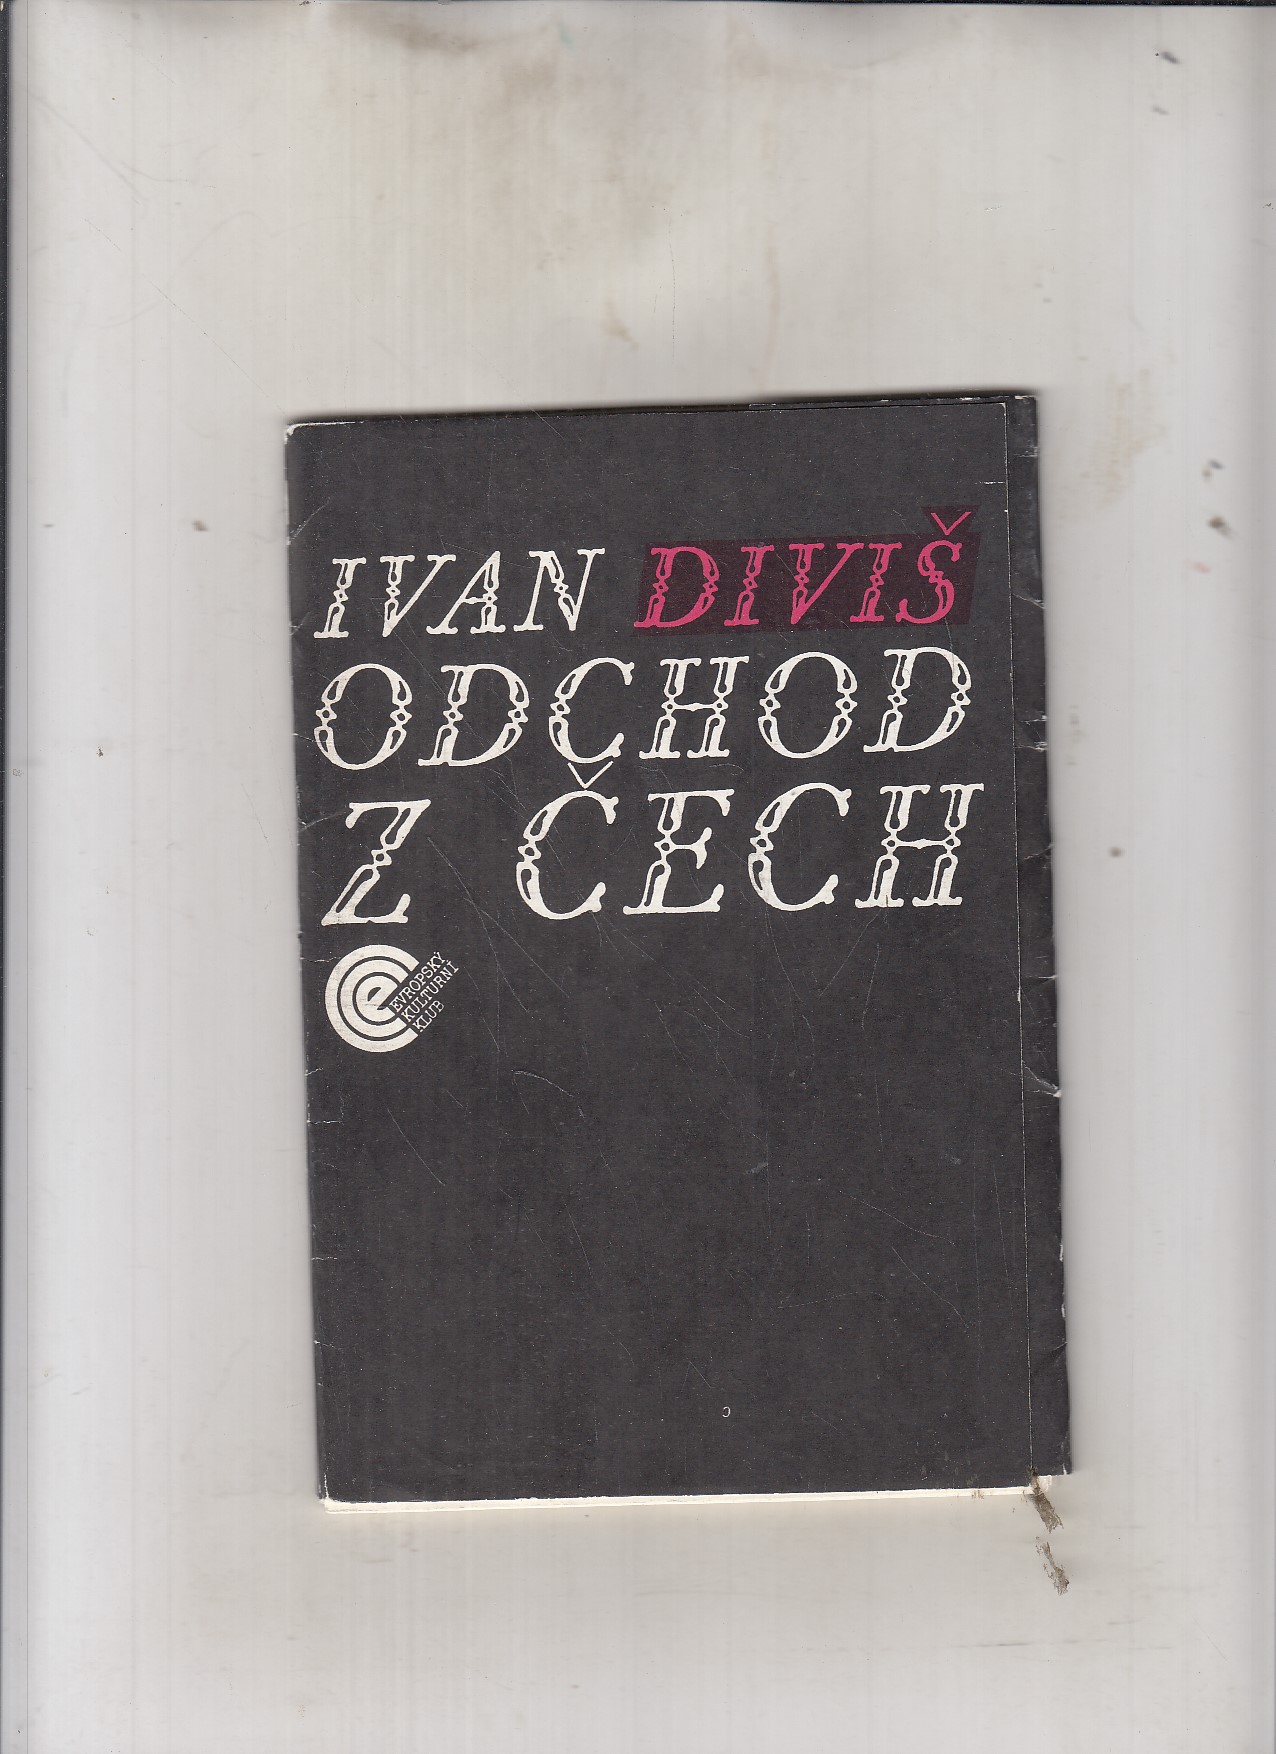 IVAN DIVIŠ
ODCHOD
Z ČECH
e
EVROPSKÝ
KULTURNÍ
KLUB